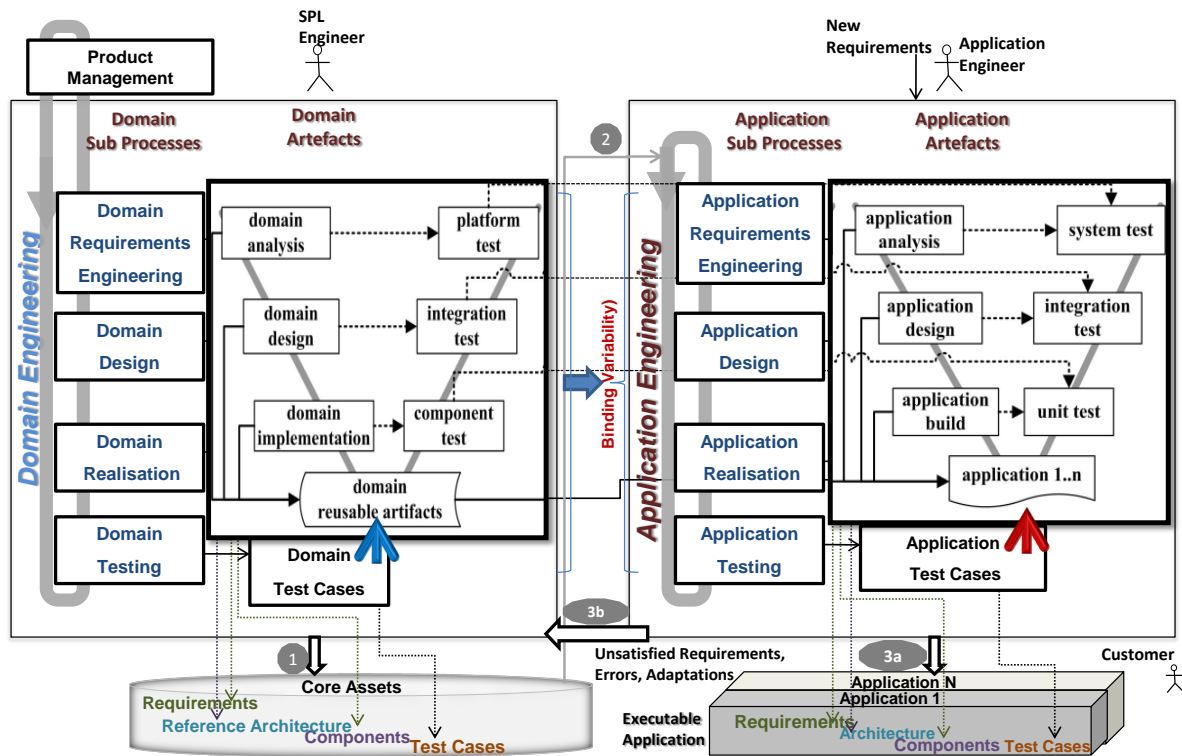 SPL
Engineer
Product
Management
Domain
Sub Processes
Domain
Artefacts
Domain Engineering
Domain
Requirements
Engineering
Domain
Design
Domain
Realisation
Domain
Testing
domain
analysis
platform
test
domain
design
integration
test
domain
implementation
component
test
domain
reusable artifacts
Domain
Test Cases
1
Core Assets
Requirements
Reference Architecture
Components
Test Cases
2
Binding Variability)
3b
Unsatisfied Requirements,
Errors, Adaptations
New
Requirements
Application
Engineer
Application
Sub Processes
Application
Artefacts
Application Engineering
Application
Requirements
Engineering
Application
Design
Application
Realisation
Application
Testing
application
analysis
system test
application
design
integration
test
application
build
unit test
application 1..n
Application
Test Cases
3a
Customer
Application N
Application 1
Executable
Application
Requirements
Architecture
Components
Test Cases